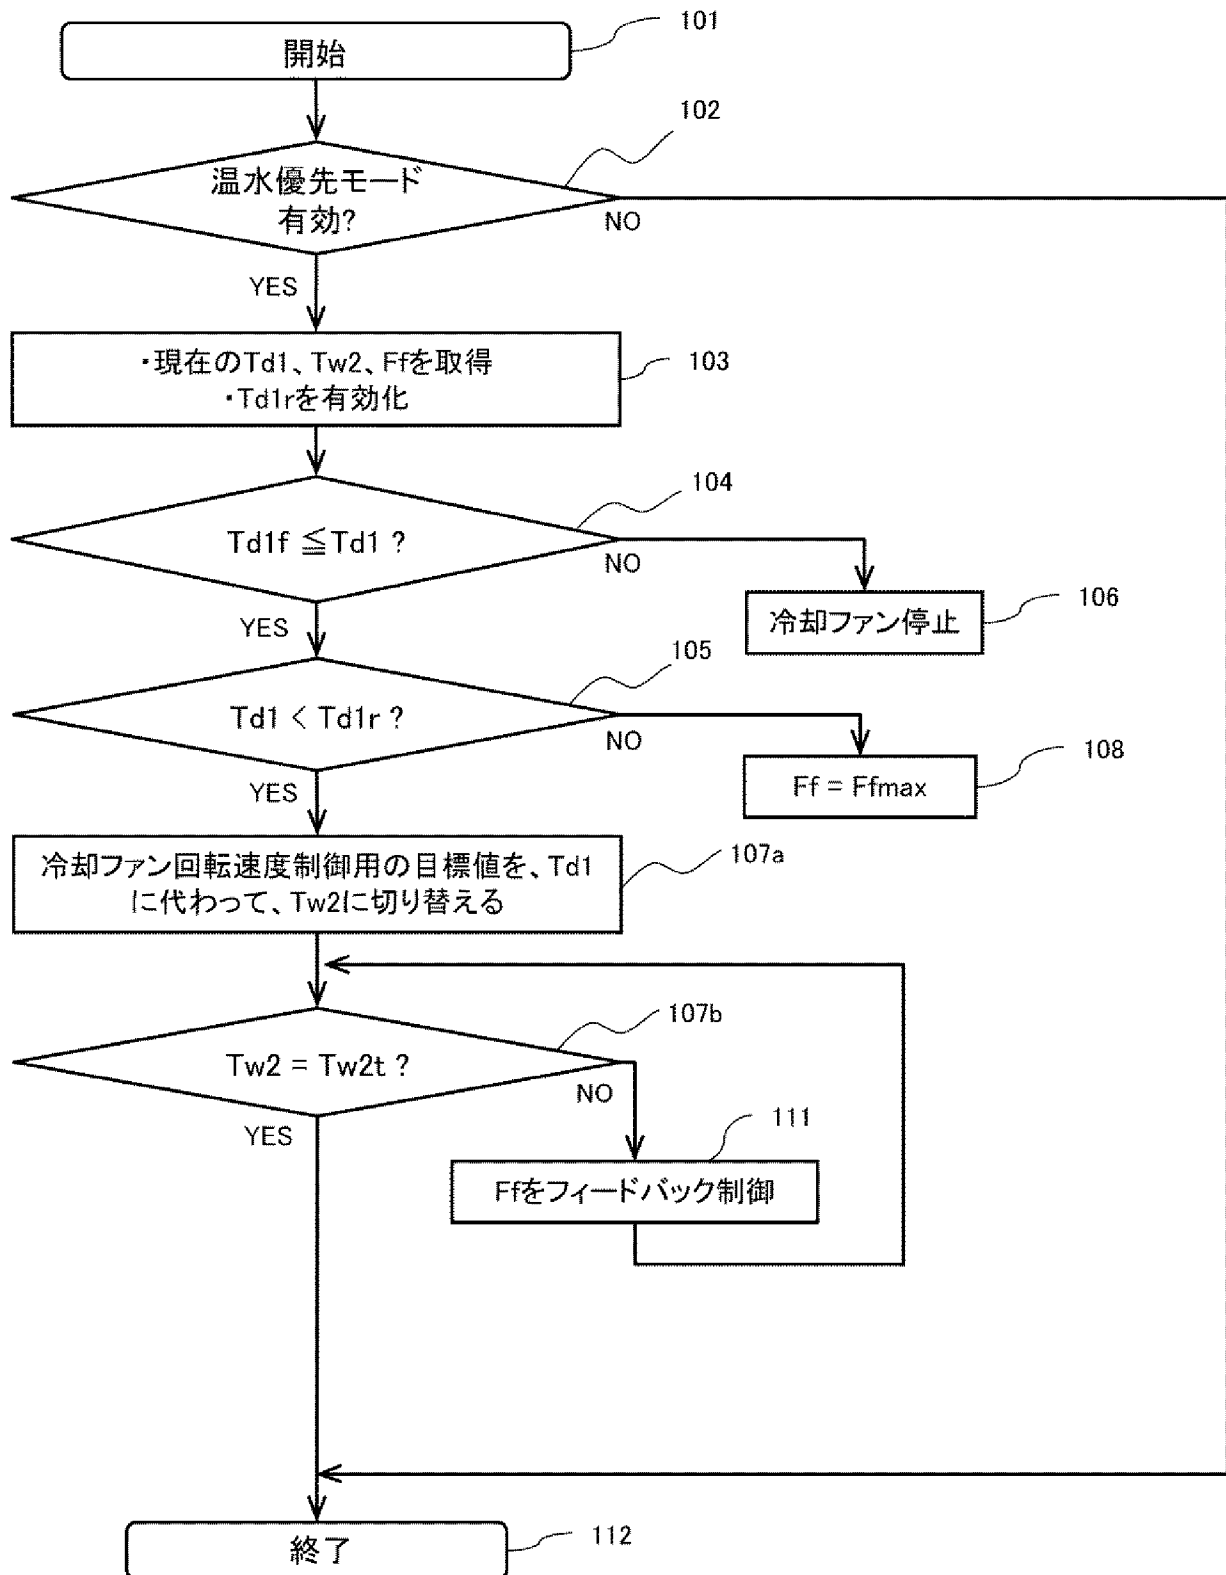 開始
101
102
温水優先モード
有効?
NO
YES
・現在のTd1、Tw2、Ffを取得
・Td1rを有効化
103
104
Td1f ≦Td1 ?
NO
YES
冷却ファン停止
106
105
Td1 < Td1r ?
NO
YES
Ff = Ffmax
108
冷却ファン回転速度制御用の目標値を、Td1
に代わって、Tw2に切り替える
107a
107b
Tw2 = Tw2t ?
NO
YES
111
Ffをフィードバック制御
終了
112